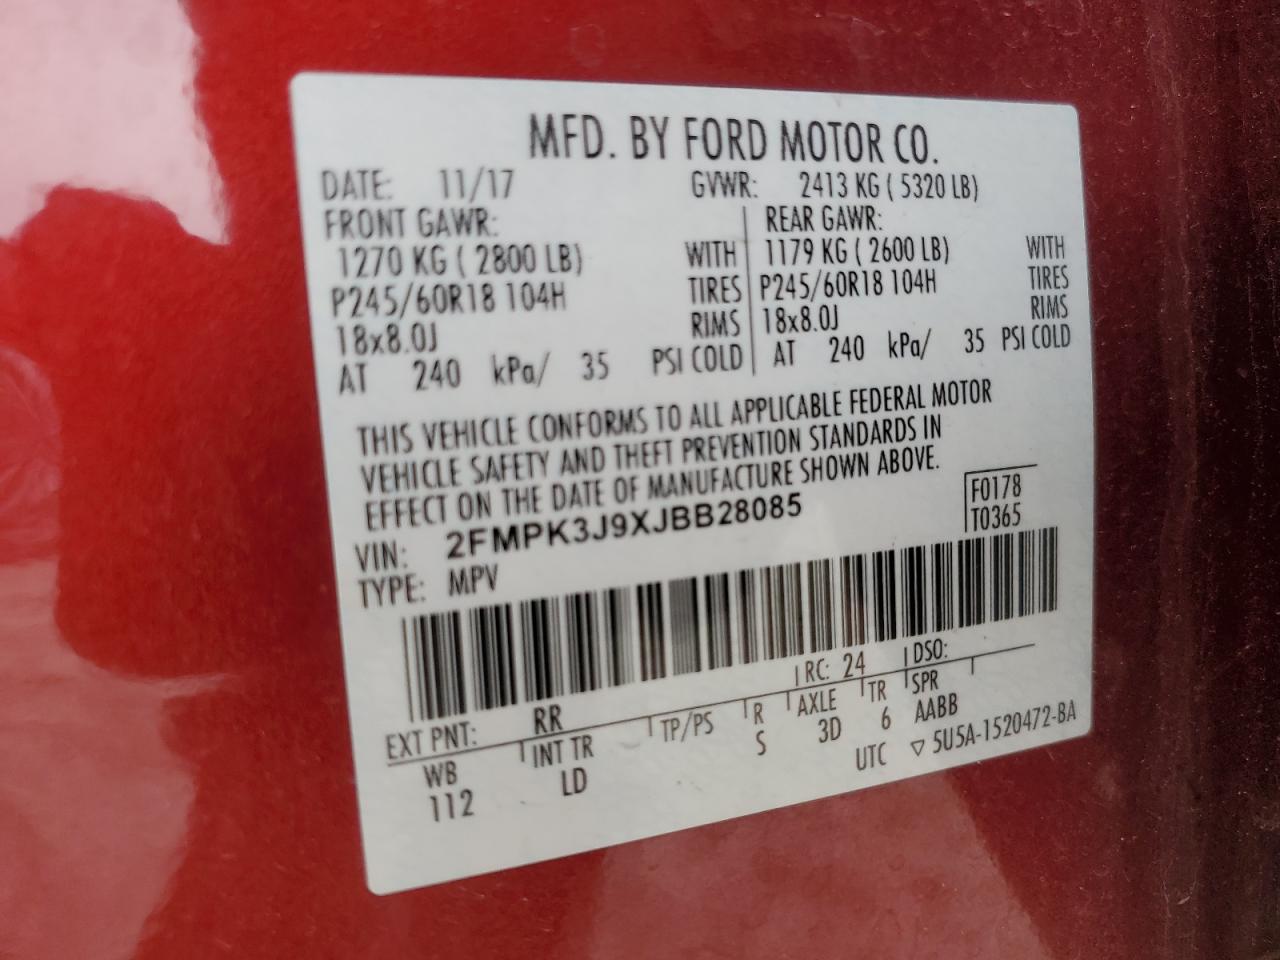 MFD. BY FORD MOTOR CO.
DATE: 11/17 GVWR: 2413 KG ( 5320 LB)
FRONT GAWR: REAR GAWR:
1270 KG ( 2800 LB) WITH 1179 KG ( 2600 LB) WITH
P245/60R18 104H TIRES P245/60R18 104H TIRES
18x8.0J RIMS 18x8.0J RIMS
AT 240 kPa/ 35 PSI COLD AT 240 kPa/ 35 PSI COLD
THIS VEHICLE CONFORMS TO ALL APPLICABLE FEDERAL MOTOR
VEHICLE SAFETY AND THEFT PREVENTION STANDARDS IN
EFFECT ON THE DATE OF MANUFACTURE SHOWN ABOVE.
VIN: 2FMPK3J9XJBB28085 F0178
TYPE: MPV T0365
EXT PNT: RR RC: 24 DSO:
WB INT TR TP/PS R AXLE TR SPR
112 LD S 3D 6 AABB
UTC ▽ 5U5A-1520472-BA